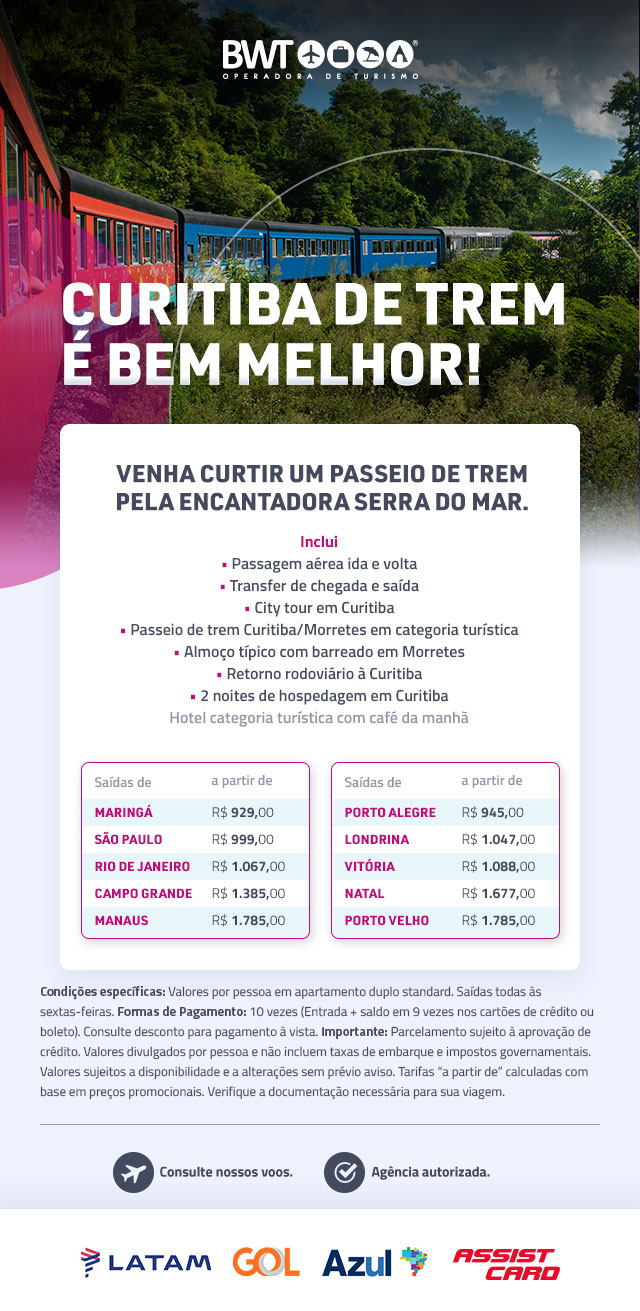 BWT
OPERADORA DE TURISMO
CURITIBA DE TREM
É BEM MELHOR!
VENHA CURTIR UM PASSEIO DE TREM
PELA ENCANTADORA SERRA DO MAR.
Inclui
▪ Passagem aérea ida e volta
▪ Transfer de chegada e saída
▪ City tour em Curitiba
▪ Passeio de trem Curitiba/Morretes em categoria turística
▪ Almoço típico com barreado em Morretes
▪ Retorno rodoviário à Curitiba
▪ 2 noites de hospedagem em Curitiba
Hotel categoria turística com café da manhã
Saídas de a partir de
MARINGÁ R$ 929,00
SÃO PAULO R$ 999,00
RIO DE JANEIRO R$ 1.067,00
CAMPO GRANDE R$ 1.385,00
MANAUS R$ 1.785,00
Saídas de a partir de
PORTO ALEGRE R$ 945,00
LONDRINA R$ 1.047,00
VITÓRIA R$ 1.088,00
NATAL R$ 1.677,00
PORTO VELHO R$ 1.785,00
Condições específicas: Valores por pessoa em apartamento duplo standard. Saídas todas às
sextas-feiras. Formas de Pagamento: 10 vezes (Entrada + saldo em 9 vezes nos cartões de crédito ou
boleto). Consulte desconto para pagamento à vista. Importante: Parcelamento sujeito à aprovação de
crédito. Valores divulgados por pessoa e não incluem taxas de embarque e impostos governamentais.
Valores sujeitos a disponibilidade e a alterações sem prévio aviso. Tarifas “a partir de” calculadas com
base em preços promocionais. Verifique a documentação necessária para sua viagem.
Consulte nossos voos. Agência autorizada.
LATAM GOL Azul ASSIST
CARD